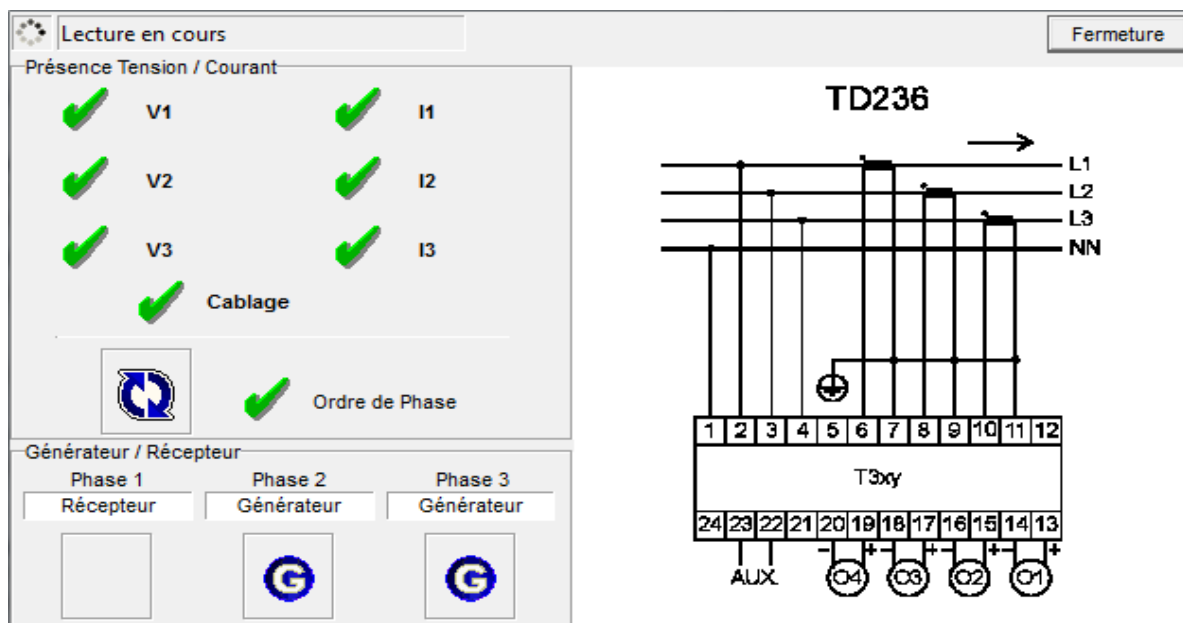 Lecture en cours
Fermeture
Présence Tension / Courant
V1 I1
V2 I2
V3 I3
Cablage
Ordre de Phase
Générateur / Récepteur
Phase 1 Phase 2 Phase 3
Récepteur Générateur Générateur
G G
TD236
L1
L2
L3
NN
1 2 3 4 5 6 7 8 9 10 11 12
T3xy
24 23 22 21 20 19 18 17 16 15 14 13
- + - + - + - +
AUX. O4 O3 O2 O1